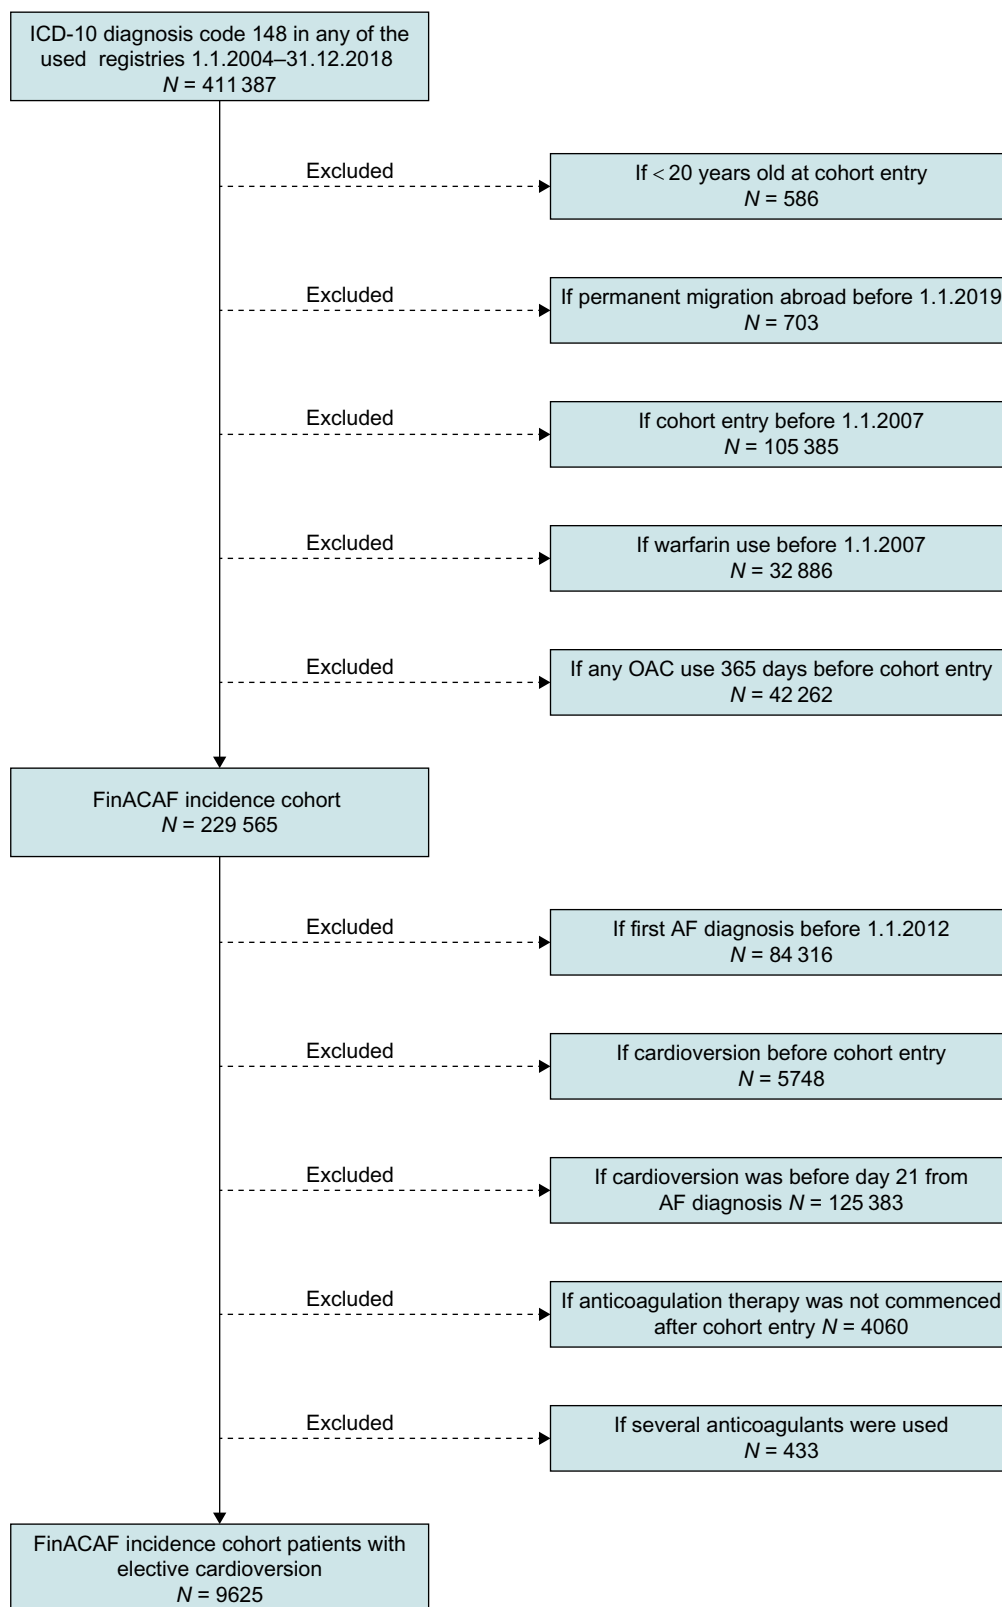 ICD-10 diagnosis code 148 in any of the
used registries 1.1.2004–31.12.2018
N = 411 387
Excluded
If < 20 years old at cohort entry
N = 586
Excluded
If permanent migration abroad before 1.1.2019
N = 703
Excluded
If cohort entry before 1.1.2007
N = 105 385
Excluded
If warfarin use before 1.1.2007
N = 32 886
Excluded
If any OAC use 365 days before cohort entry
N = 42 262
FinACAF incidence cohort
N = 229 565
Excluded
If first AF diagnosis before 1.1.2012
N = 84 316
Excluded
If cardioversion before cohort entry
N = 5748
Excluded
If cardioversion was before day 21 from
AF diagnosis N = 125 383
Excluded
If anticoagulation therapy was not commenced
after cohort entry N = 4060
Excluded
If several anticoagulants were used
N = 433
FinACAF incidence cohort patients with
elective cardioversion
N = 9625